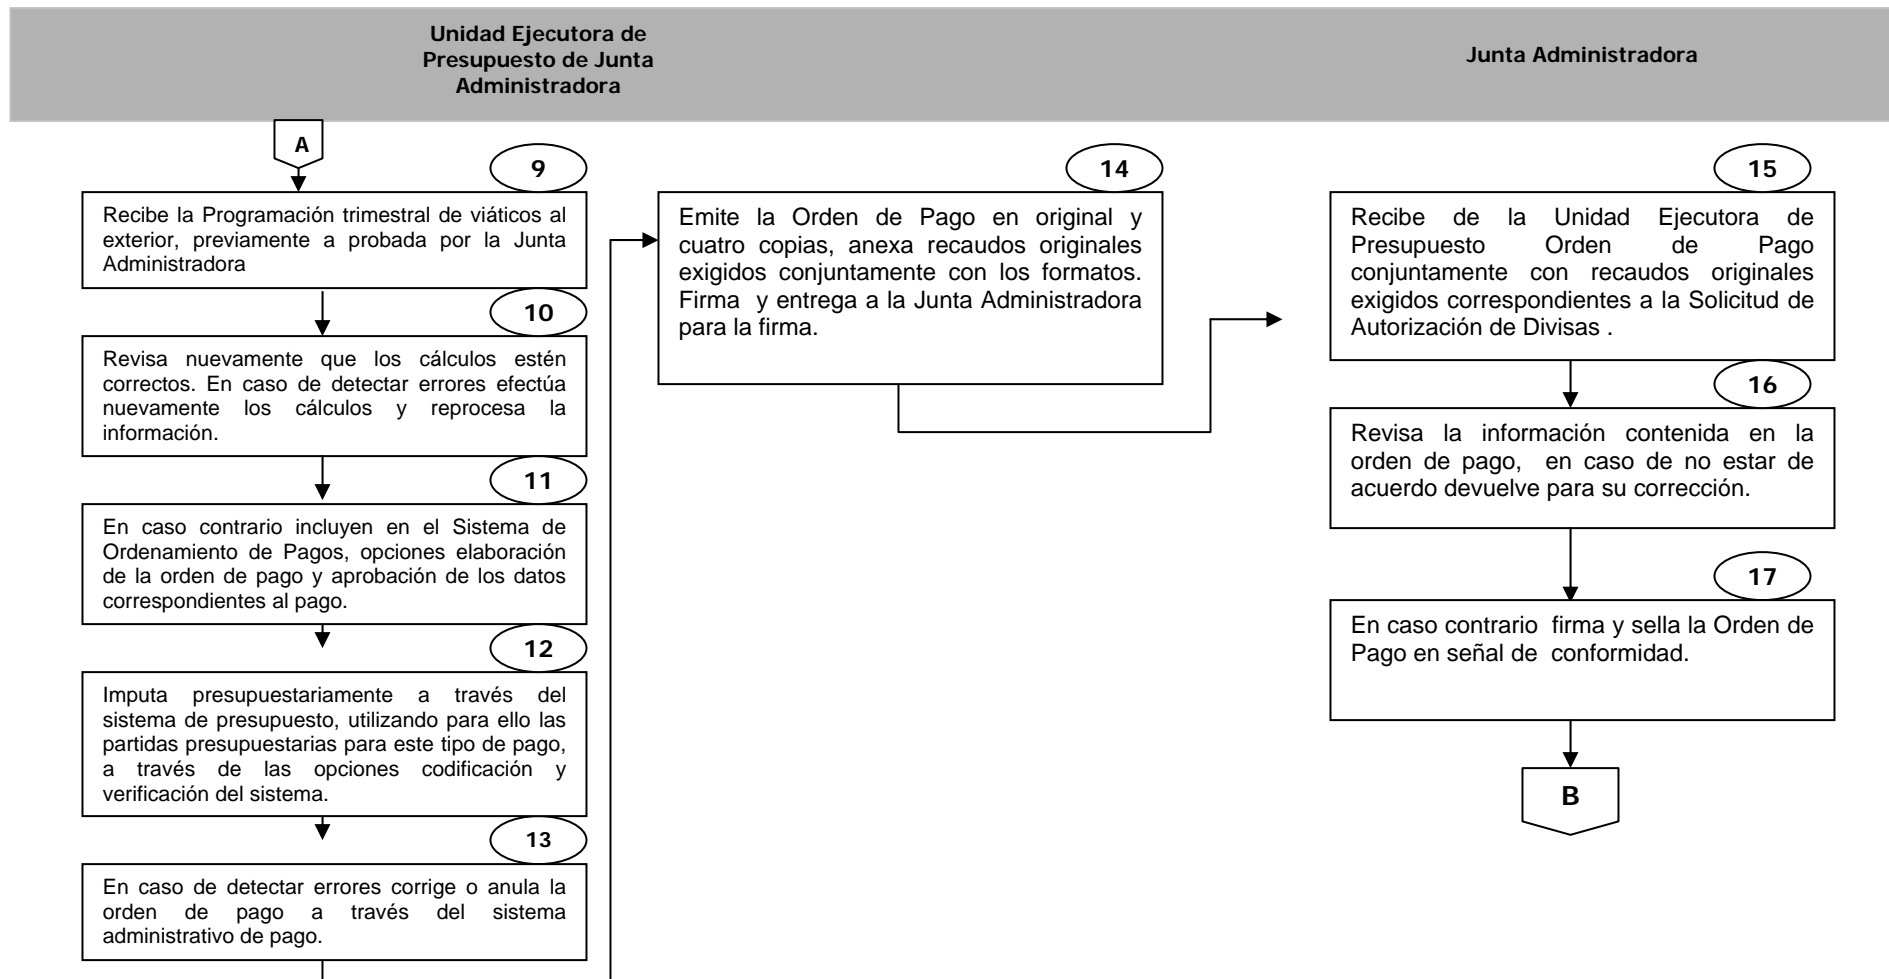 Unidad Ejecutora de
Presupuesto de Junta
Administradora
Junta Administradora
A
9
Recibe la Programación trimestral de viáticos al
exterior, previamente a probada por la Junta
Administradora
10
Revisa nuevamente que los cálculos estén
correctos. En caso de detectar errores efectúa
nuevamente los cálculos y reprocesa la
información.
11
En caso contrario incluyen en el Sistema de
Ordenamiento de Pagos, opciones elaboración
de la orden de pago y aprobación de los datos
correspondientes al pago.
12
Imputa presupuestariamente a través del
sistema de presupuesto, utilizando para ello las
partidas presupuestarias para este tipo de pago,
a través de las opciones codificación y
verificación del sistema.
13
En caso de detectar errores corrige o anula la
orden de pago a través del sistema
administrativo de pago.
14
Emite la Orden de Pago en original y
cuatro copias, anexa recaudos originales
exigidos conjuntamente con los formatos.
Firma y entrega a la Junta Administradora
para la firma.
15
Recibe de la Unidad Ejecutora de
Presupuesto Orden de Pago
conjuntamente con recaudos originales
exigidos correspondientes a la Solicitud de
Autorización de Divisas .
16
Revisa la información contenida en la
orden de pago, en caso de no estar de
acuerdo devuelve para su corrección.
17
En caso contrario firma y sella la Orden de
Pago en señal de conformidad.
B